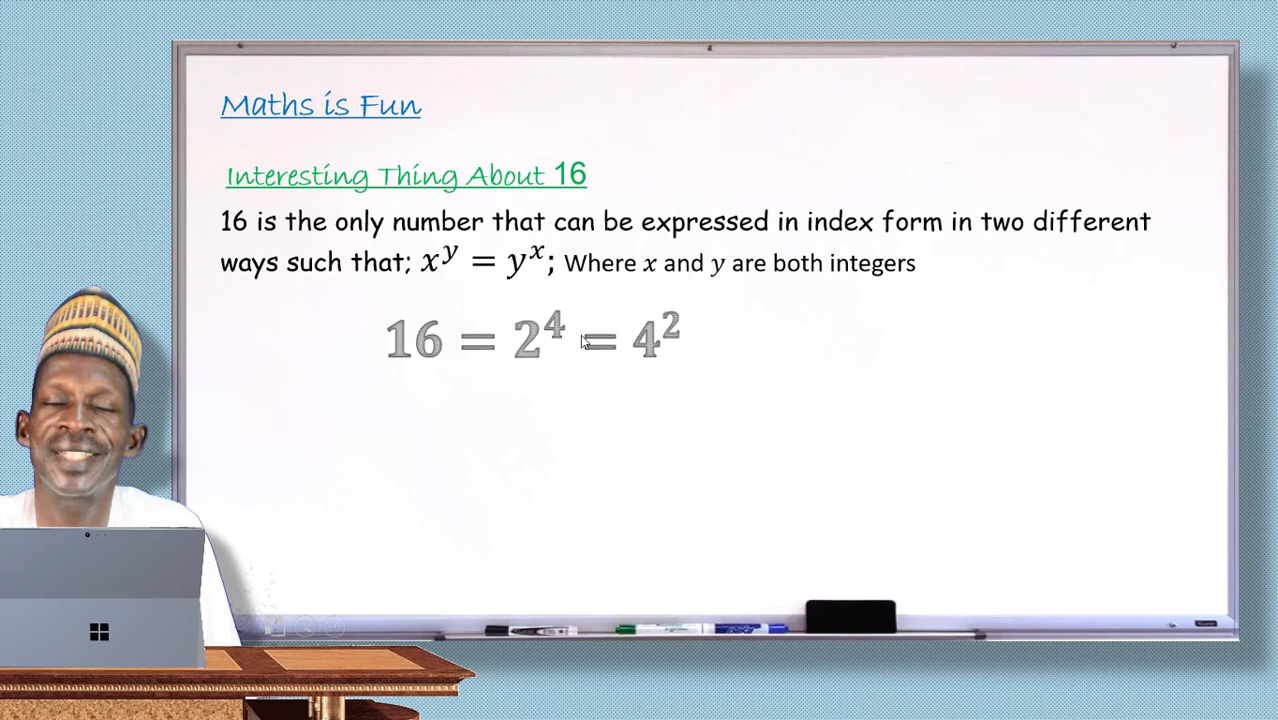 Maths is Fun
Interesting Thing About 16
16 is the only number that can be expressed in index form in two different
ways such that; xʸ = yˣ; Where x and y are both integers
16 = 2⁴ = 4²